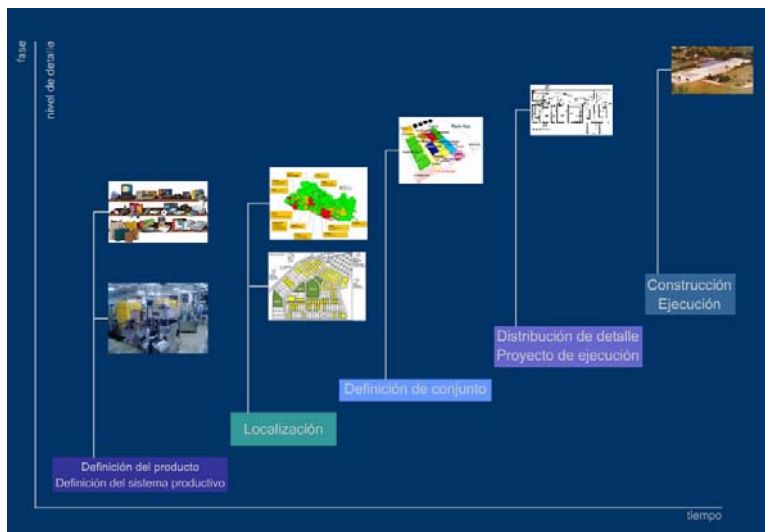 fase
nivel de detalle
Construcción
Ejecución
Distribución de detalle
Proyecto de ejecución
Definición de conjunto
Localización
Definición del producto
Definición del sistema productivo
tiempo